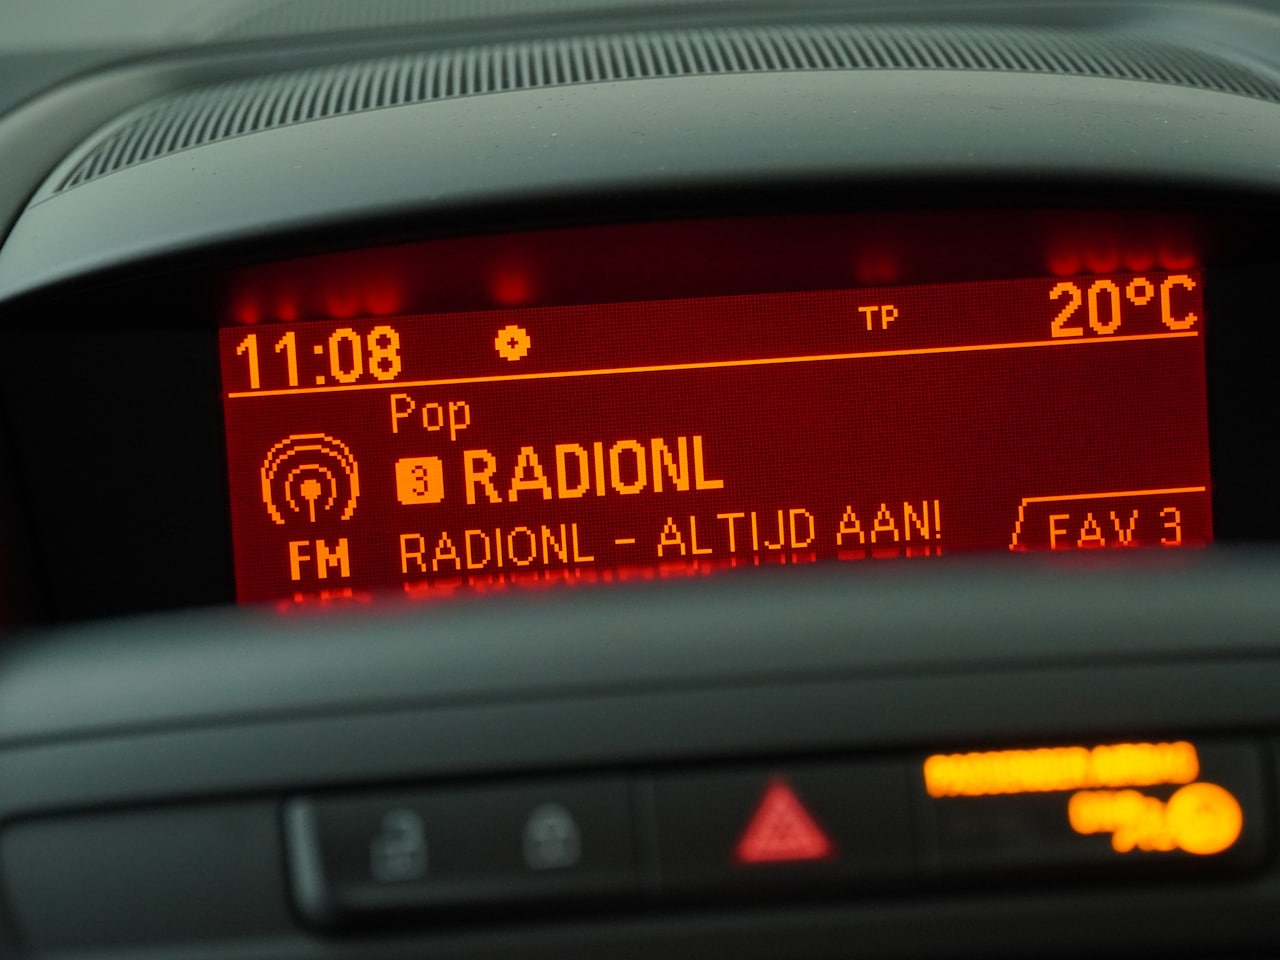 11:08 TP 20°C
Pop
3 RADIONL
FM RADIONL - ALTIJD AAN! FAV 3